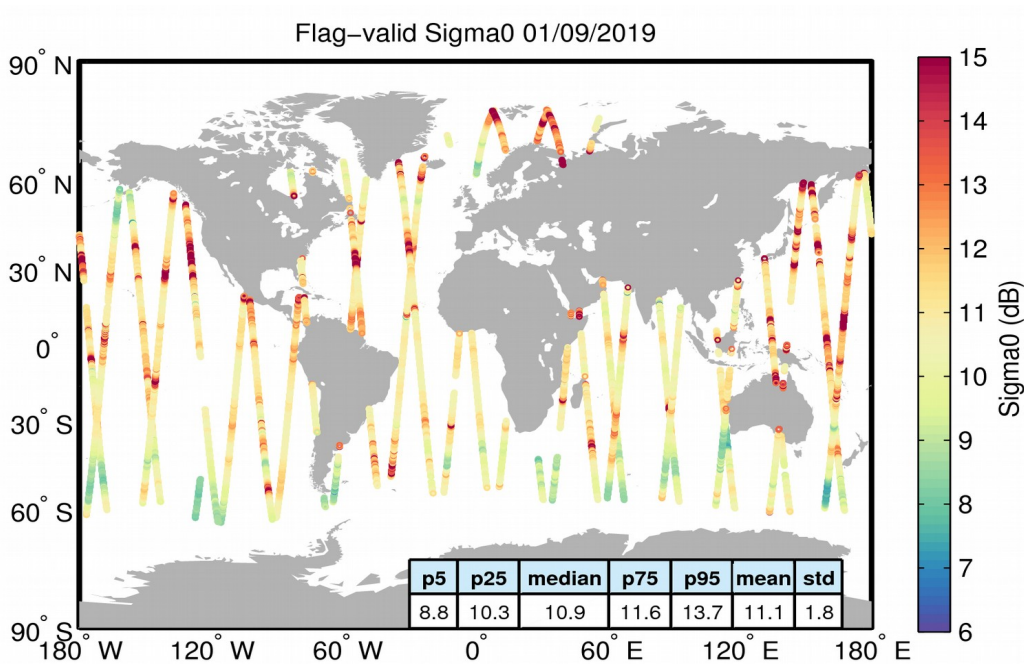 Flag−valid Sigma0 01/09/2019
90° N
60° N
30° N
0°
30° S
60° S
90° S
180° W
120° W
60° W
0°
60° E
120° E
180° E
15
14
13
12
11
10
9
8
7
6
Sigma0 (dB)
p5 p25 median p75 p95 mean std
8.8 10.3 10.9 11.6 13.7 11.1 1.8